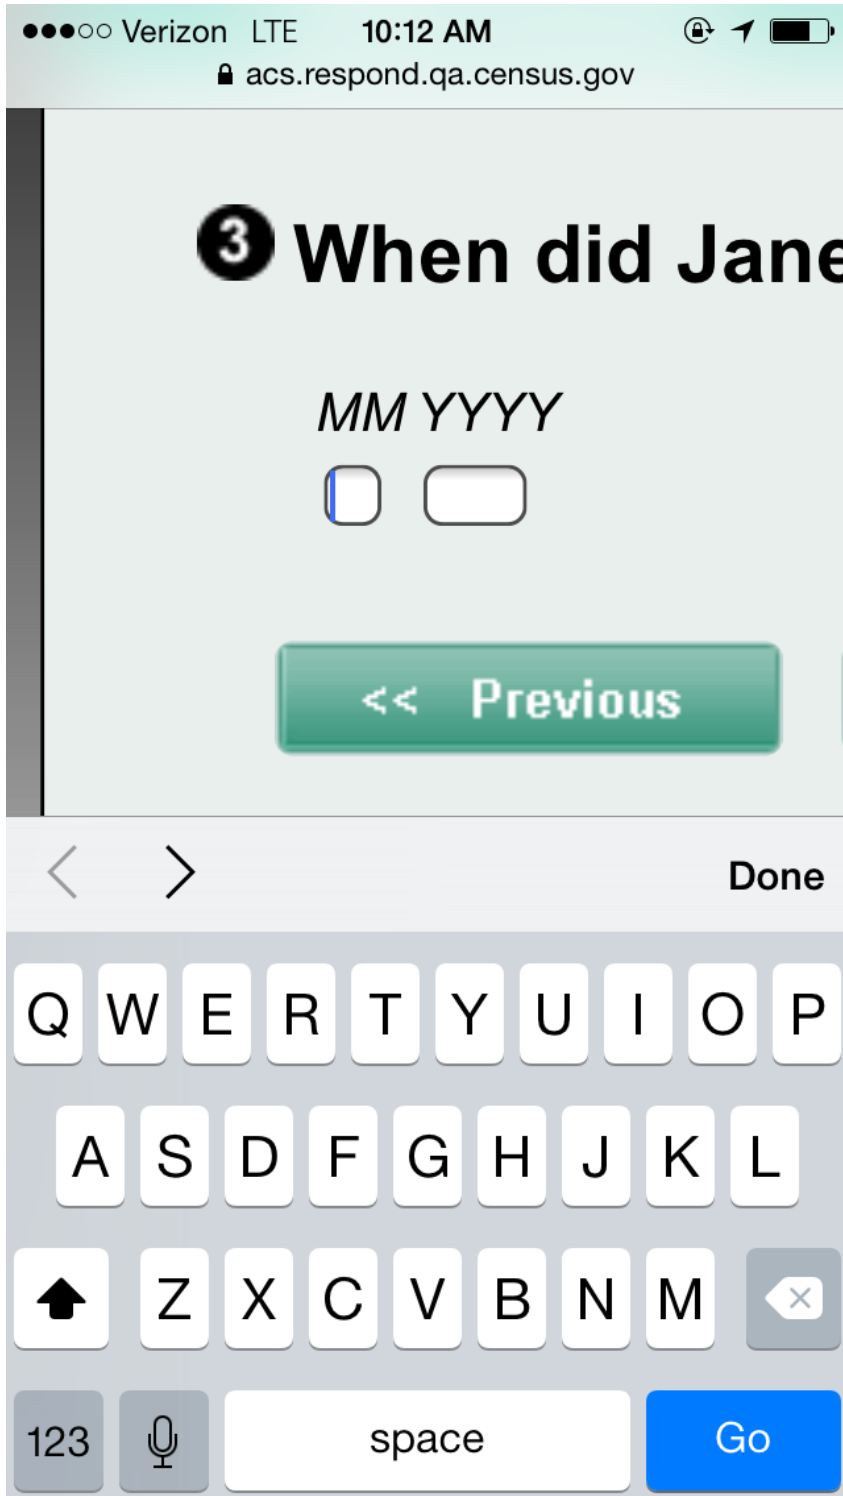 Verizon LTE 10:12 AM
acs.respond.qa.census.gov
3 When did Jane
MM YYYY
<< Previous
Done
Q W E R T Y U I O P
A S D F G H J K L
Z X C V B N M
123 space Go